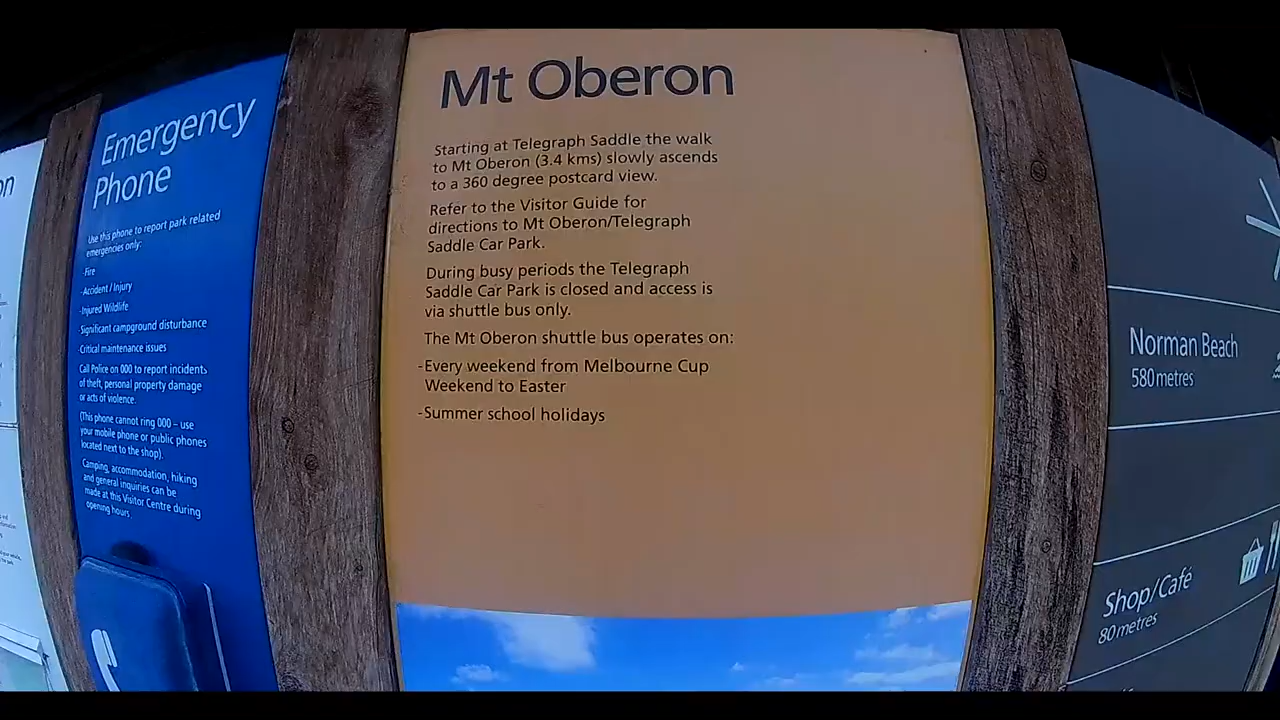 on
Emergency
Phone
Use this phone to report park related
emergencies only:
-Fire
-Accident / Injury
-Injured Wildlife
-Significant campground disturbance
-Critical maintenance issues
Call Police on 000 to report incidents
of theft, personal property damage
or acts of violence.
(This phone cannot ring 000 – use
your mobile phone or public phones
located next to the shop).
Camping, accommodation, hiking
and general inquiries can be
made at this Visitor Centre during
opening hours.
Mt Oberon
Starting at Telegraph Saddle the walk
to Mt Oberon (3.4 kms) slowly ascends
to a 360 degree postcard view.
Refer to the Visitor Guide for
directions to Mt Oberon/Telegraph
Saddle Car Park.
During busy periods the Telegraph
Saddle Car Park is closed and access is
via shuttle bus only.
The Mt Oberon shuttle bus operates on:
-Every weekend from Melbourne Cup
Weekend to Easter
-Summer school holidays
Norman Beach
580metres
Shop/Café
80metres